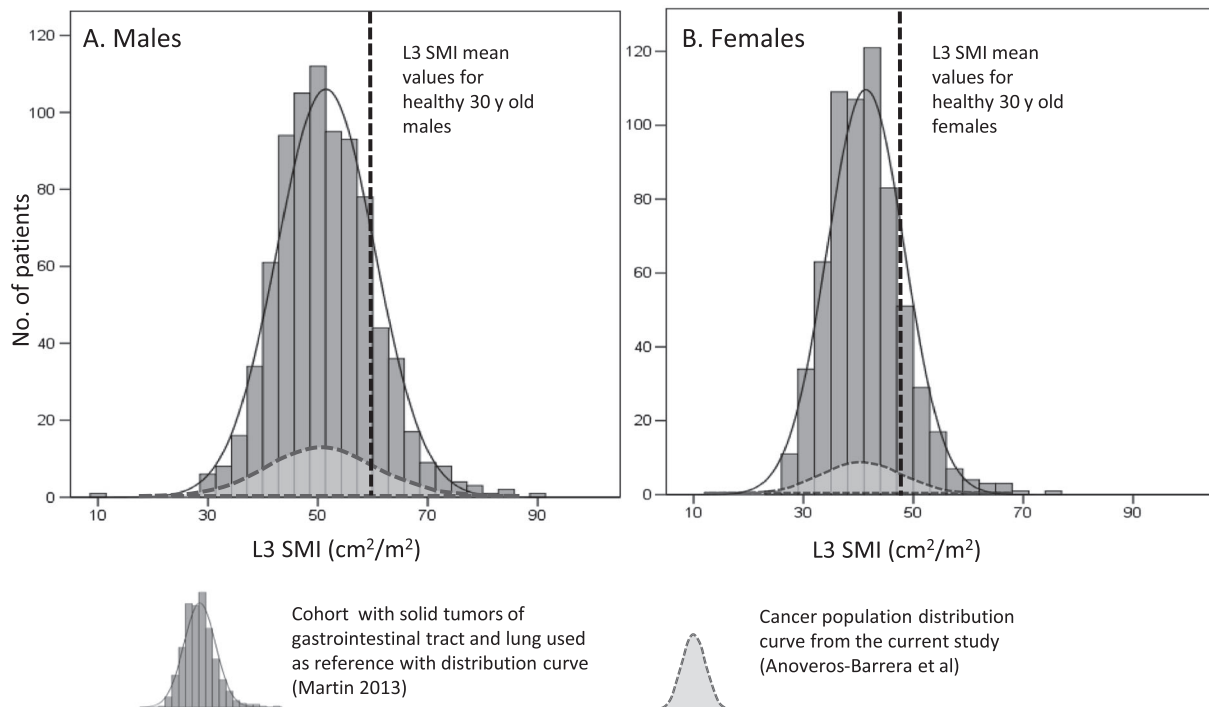 A. Males
L3 SMI mean
values for
healthy 30 y old
males
No. of patients
120
100
80
60
40
20
0
10 30 50 70 90
L3 SMI (cm²/m²)
B. Females
L3 SMI mean
values for
healthy 30 y old
females
120
100
80
60
40
20
0
10 30 50 70 90
L3 SMI (cm²/m²)
Cohort with solid tumors of
gastrointestinal tract and lung used
as reference with distribution curve
(Martin 2013)
Cancer population distribution
curve from the current study
(Anoveros-Barrera et al)